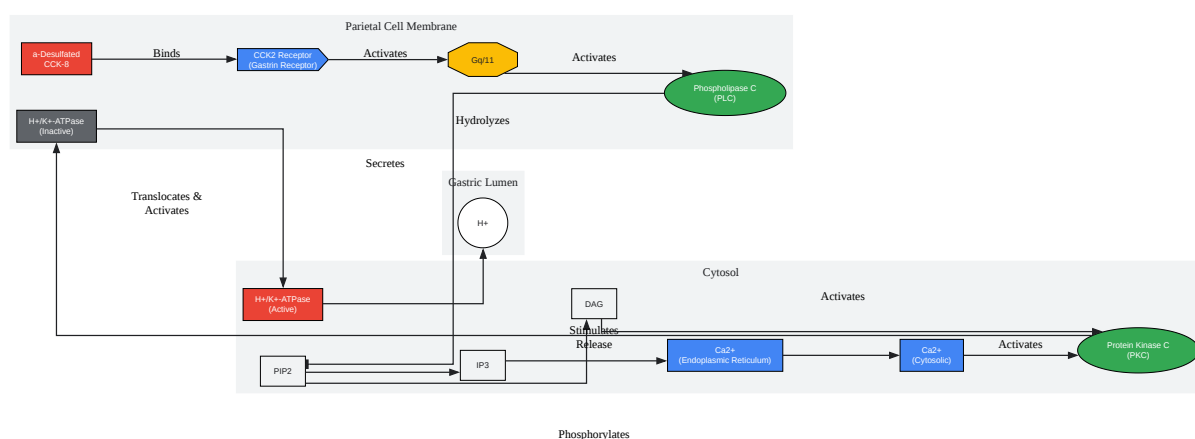 Parietal Cell Membrane
a-Desulfated
CCK-8
Binds
CCK2 Receptor
(Gastrin Receptor)
Activates
Gq/11
Activates
Phospholipase C
(PLC)
H+/K+-ATPase
(Inactive)
Hydrolyzes
Secretes
Translocates &
Activates
Gastric Lumen
H+
Cytosol
H+/K+-ATPase
(Active)
DAG
Activates
Stimulates
Release
PIP2
IP3
Ca2+
(Endoplasmic Reticulum)
Ca2+
(Cytosolic)
Activates
Protein Kinase C
(PKC)
Phosphorylates